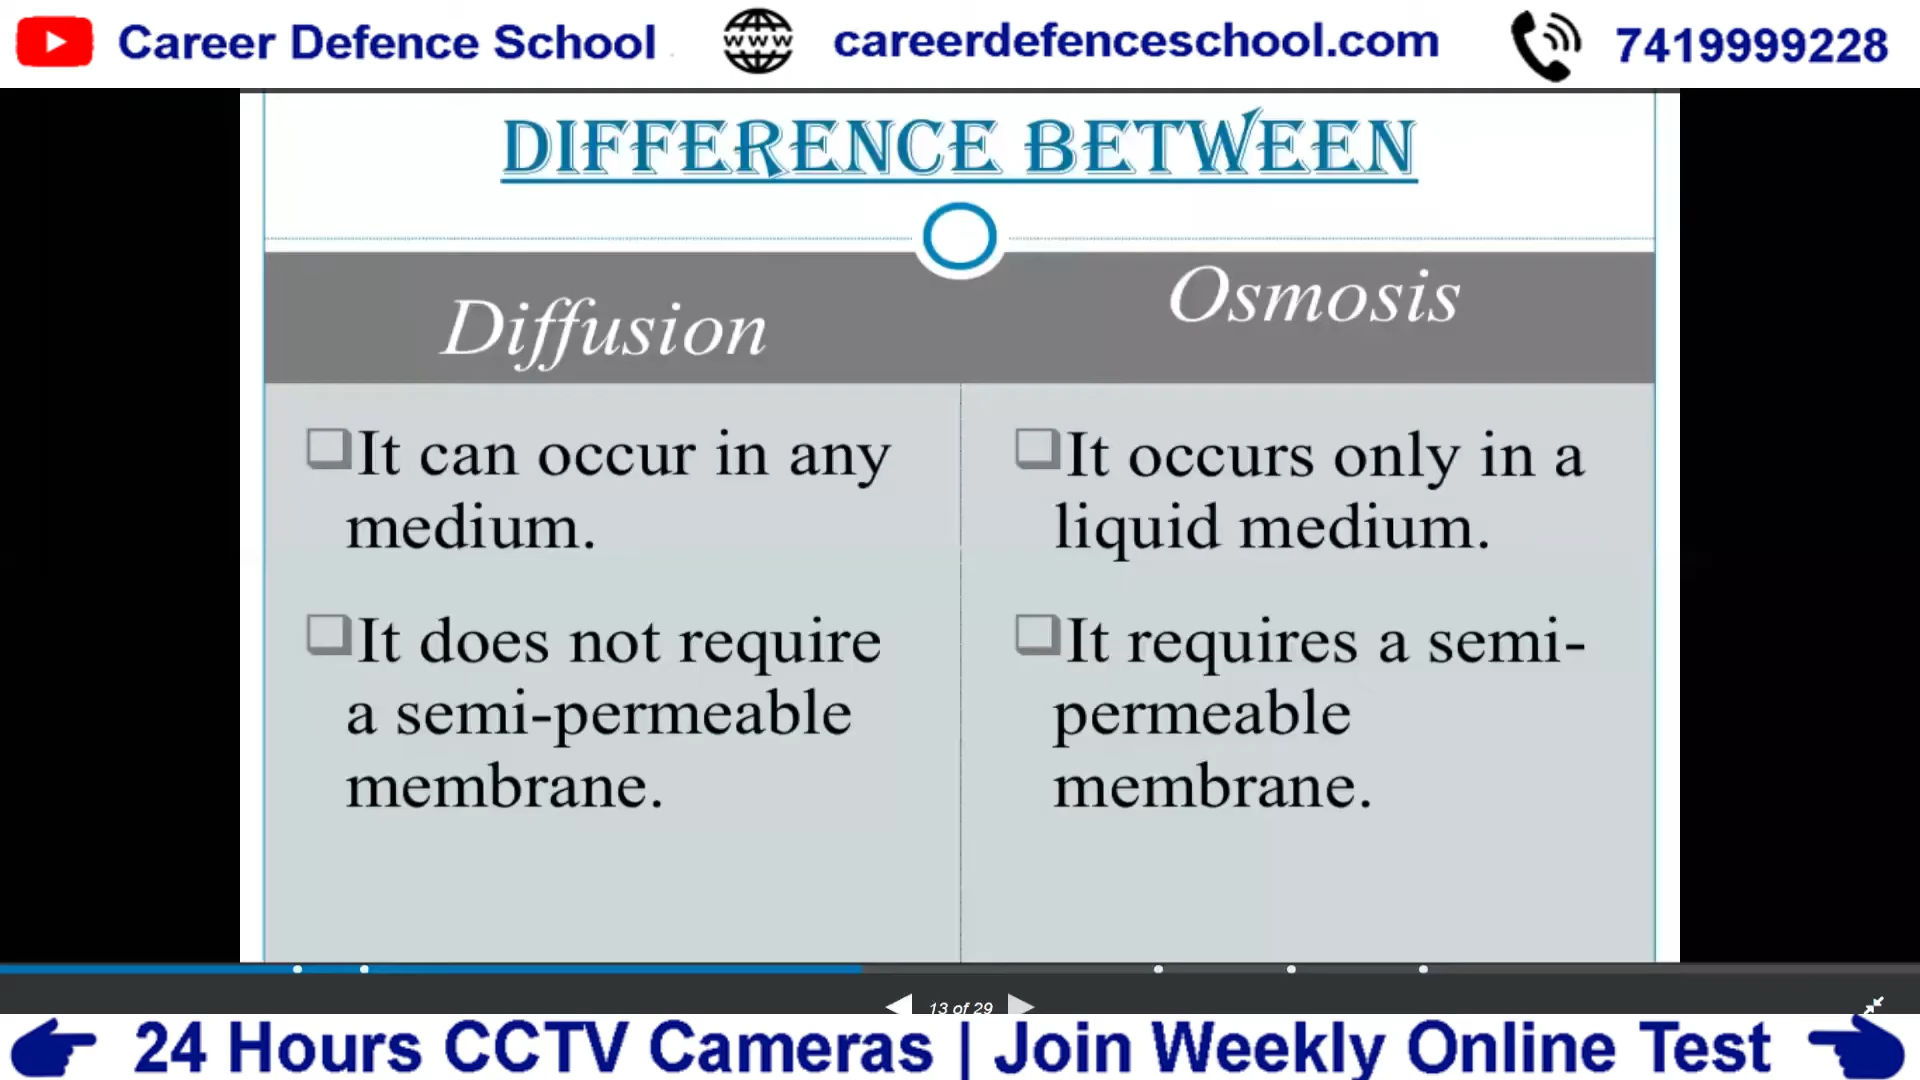 Career Defence School
www
careerdefenceschool.com
7419999228
DIFFERENCE BETWEEN
Diffusion
Osmosis
It can occur in any
medium.
It does not require
a semi-permeable
membrane.
It occurs only in a
liquid medium.
It requires a semi-
permeable
membrane.
13 of 29
24 Hours CCTV Cameras | Join Weekly Online Test